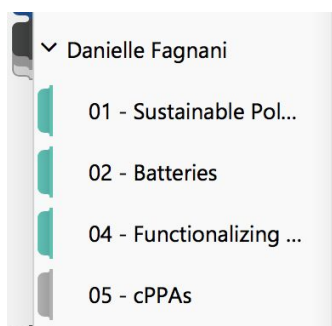 Danielle Fagnani
01 - Sustainable Pol...
02 - Batteries
04 - Functionalizing ...
05 - cPPAs